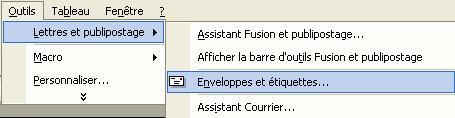 Outils Tableau Fenêtre ?
Lettres et publipostage
Macro
Personnaliser...
Assistant Fusion et publipostage...
Afficher la barre d'outils Fusion et publipostage
Enveloppes et étiquettes...
Assistant Courrier...